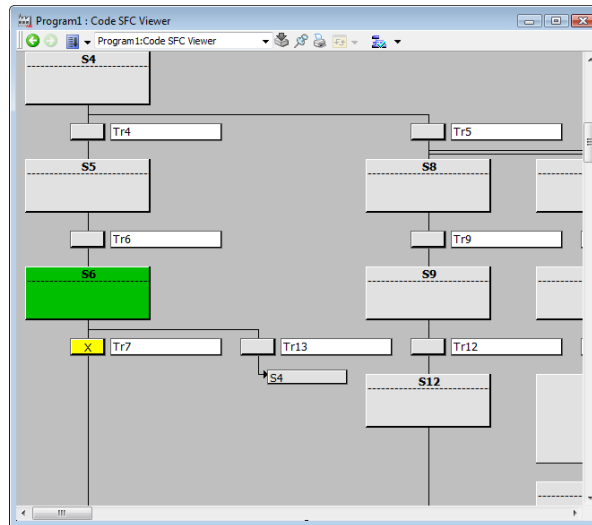 Program1 : Code SFC Viewer
Program1:Code SFC Viewer
S4
Tr4
Tr5
S5
S8
Tr6
Tr9
S6
S9
X
Tr7
Tr13
Tr12
S4
S12